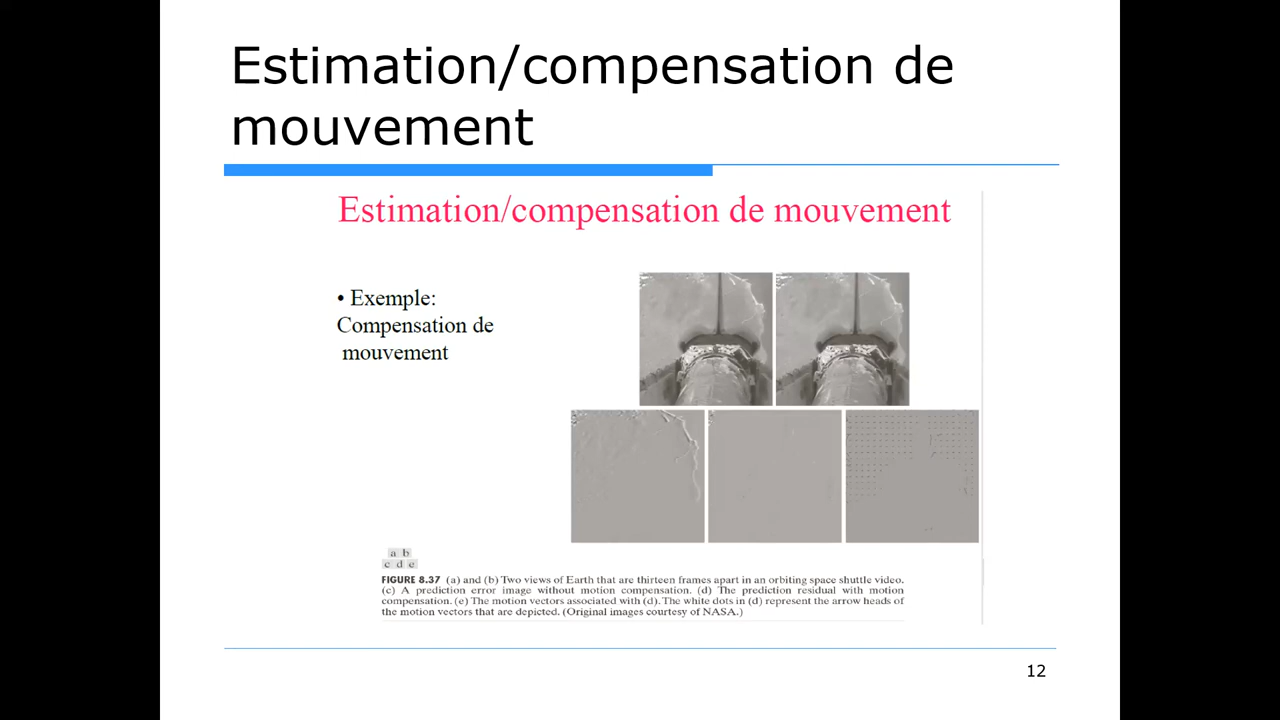 Estimation/compensation de
mouvement
Estimation/compensation de mouvement
• Exemple:
Compensation de
mouvement
a b
c d e
FIGURE 8.37 (a) and (b) Two views of Earth that are thirteen frames apart in an orbiting space shuttle video.
(c) A prediction error image without motion compensation. (d) The prediction residual with motion
compensation. (e) The motion vectors associated with (d). The white dots in (d) represent the arrow heads of
the motion vectors that are depicted. (Original images courtesy of NASA.)
12